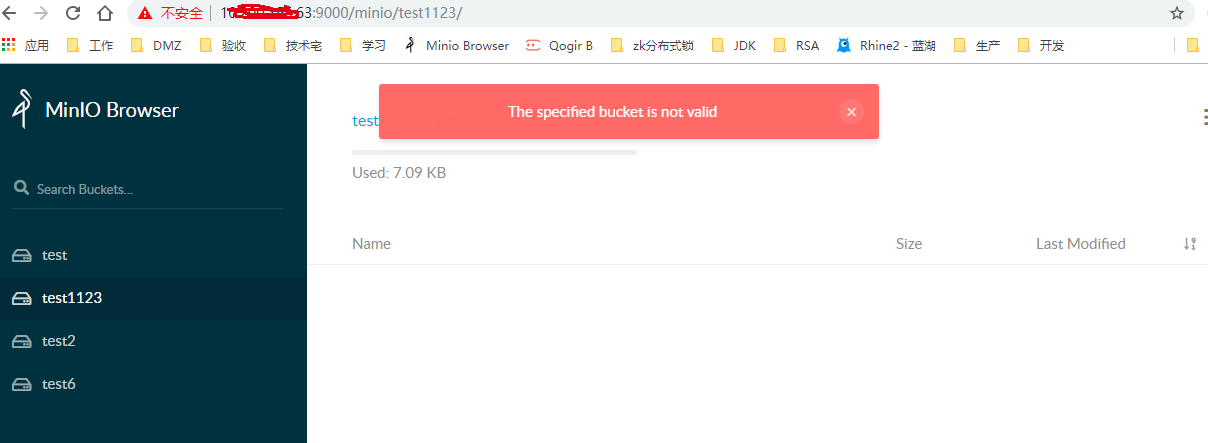 不安全 63:9000/minio/test1123/
应用 工作 DMZ 验收 技术宅 学习 Minio Browser Qogir B zk分布式锁 JDK RSA Rhine2 - 蓝湖 生产 开发
MinIO Browser
The specified bucket is not valid
test
Used: 7.09 KB
Search Buckets...
Name Size Last Modified
test
test1123
test2
test6